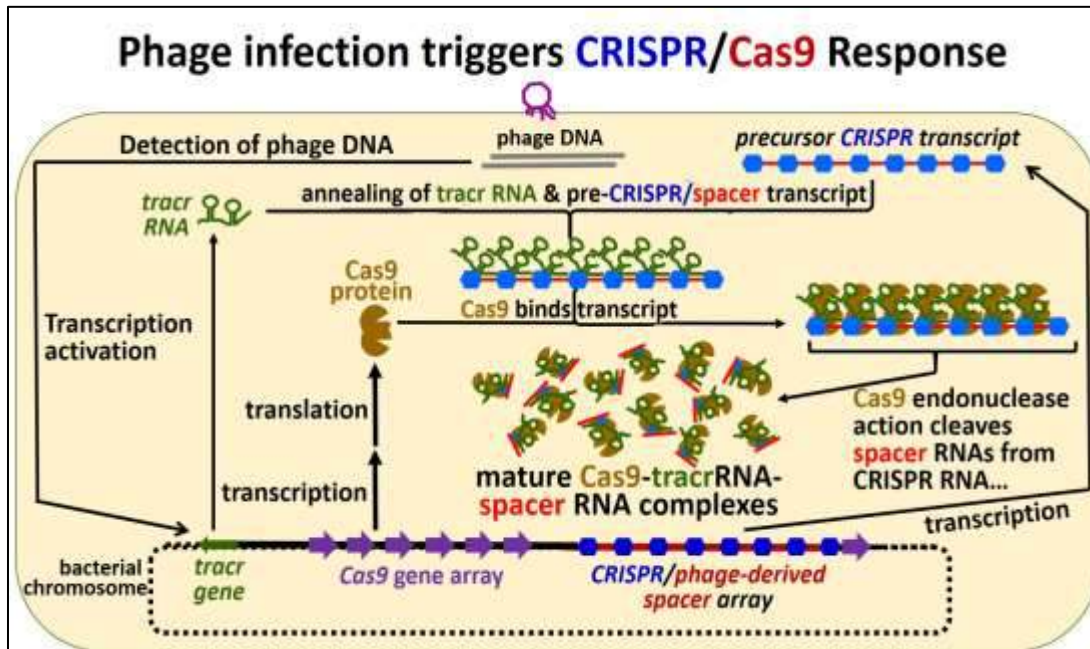 Phage infection triggers CRISPR/Cas9 Response
Detection of phage DNA
phage DNA
precursor CRISPR transcript
annealing of tracr RNA & pre-CRISPR/spacer transcript
tracr
RNA
Cas9
protein
Cas9 binds transcript
Transcription
activation
translation
transcription
mature Cas9-tracrRNA-
spacer RNA complexes
Cas9 endonuclease
action cleaves
spacer RNAs from
CRISPR RNA...
transcription
bacterial
chromosome
tracr
gene
Cas9 gene array
CRISPR/phage-derived
spacer array